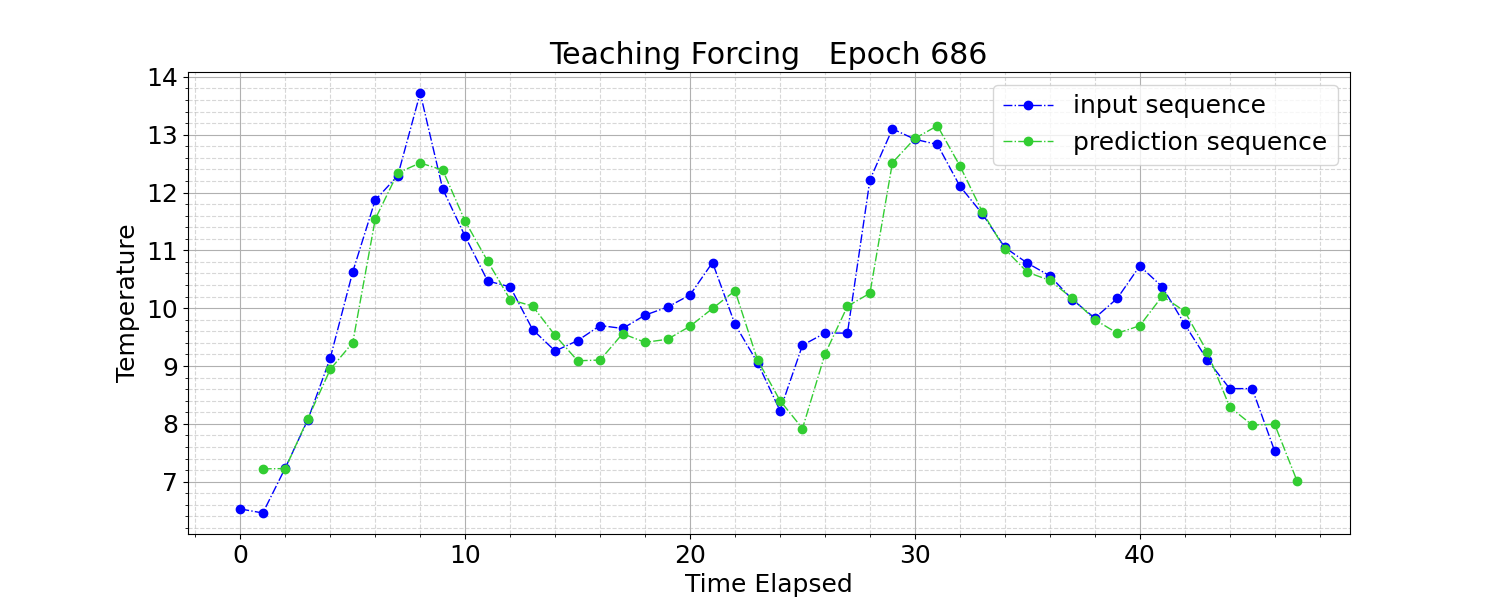 Teaching Forcing   Epoch 686
14
13
12
11
10
9
8
7
Temperature
input sequence
prediction sequence
0
10
20
30
40
Time Elapsed